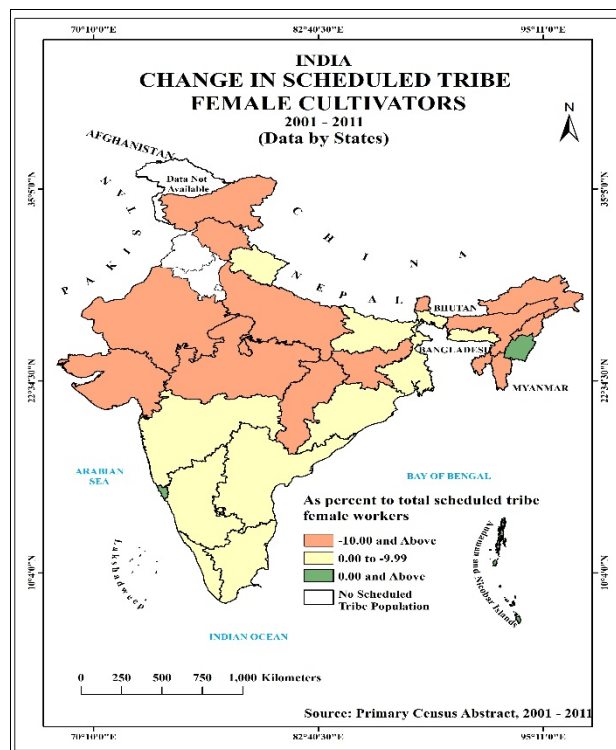 70°10'0"E 82°40'30"E 95°11'0"E
INDIA
CHANGE IN SCHEDULED TRIBE
FEMALE CULTIVATORS
2001 - 2011
(Data by States)
N
AFGHANISTAN
Data Not
Available
PAKISTAN
CHINA
NEPAL
BHUTAN
BANGLADESH
MYANMAR
35°5'0"N
35°5'0"N
22°34'30"N
22°34'30"N
ARABIAN
SEA
BAY OF BENGAL
As percent to total scheduled tribe
female workers
-10.00 and Above
0.00 to -9.99
0.00 and Above
No Scheduled
Tribe Population
10°4'0"N
10°4'0"N
Lakshadweep
Andaman and
Nicobar Islands
INDIAN OCEAN
0 250 500 750 1,000 Kilometers
Source: Primary Census Abstract, 2001 - 2011
70°10'0"E 82°40'30"E 95°11'0"E